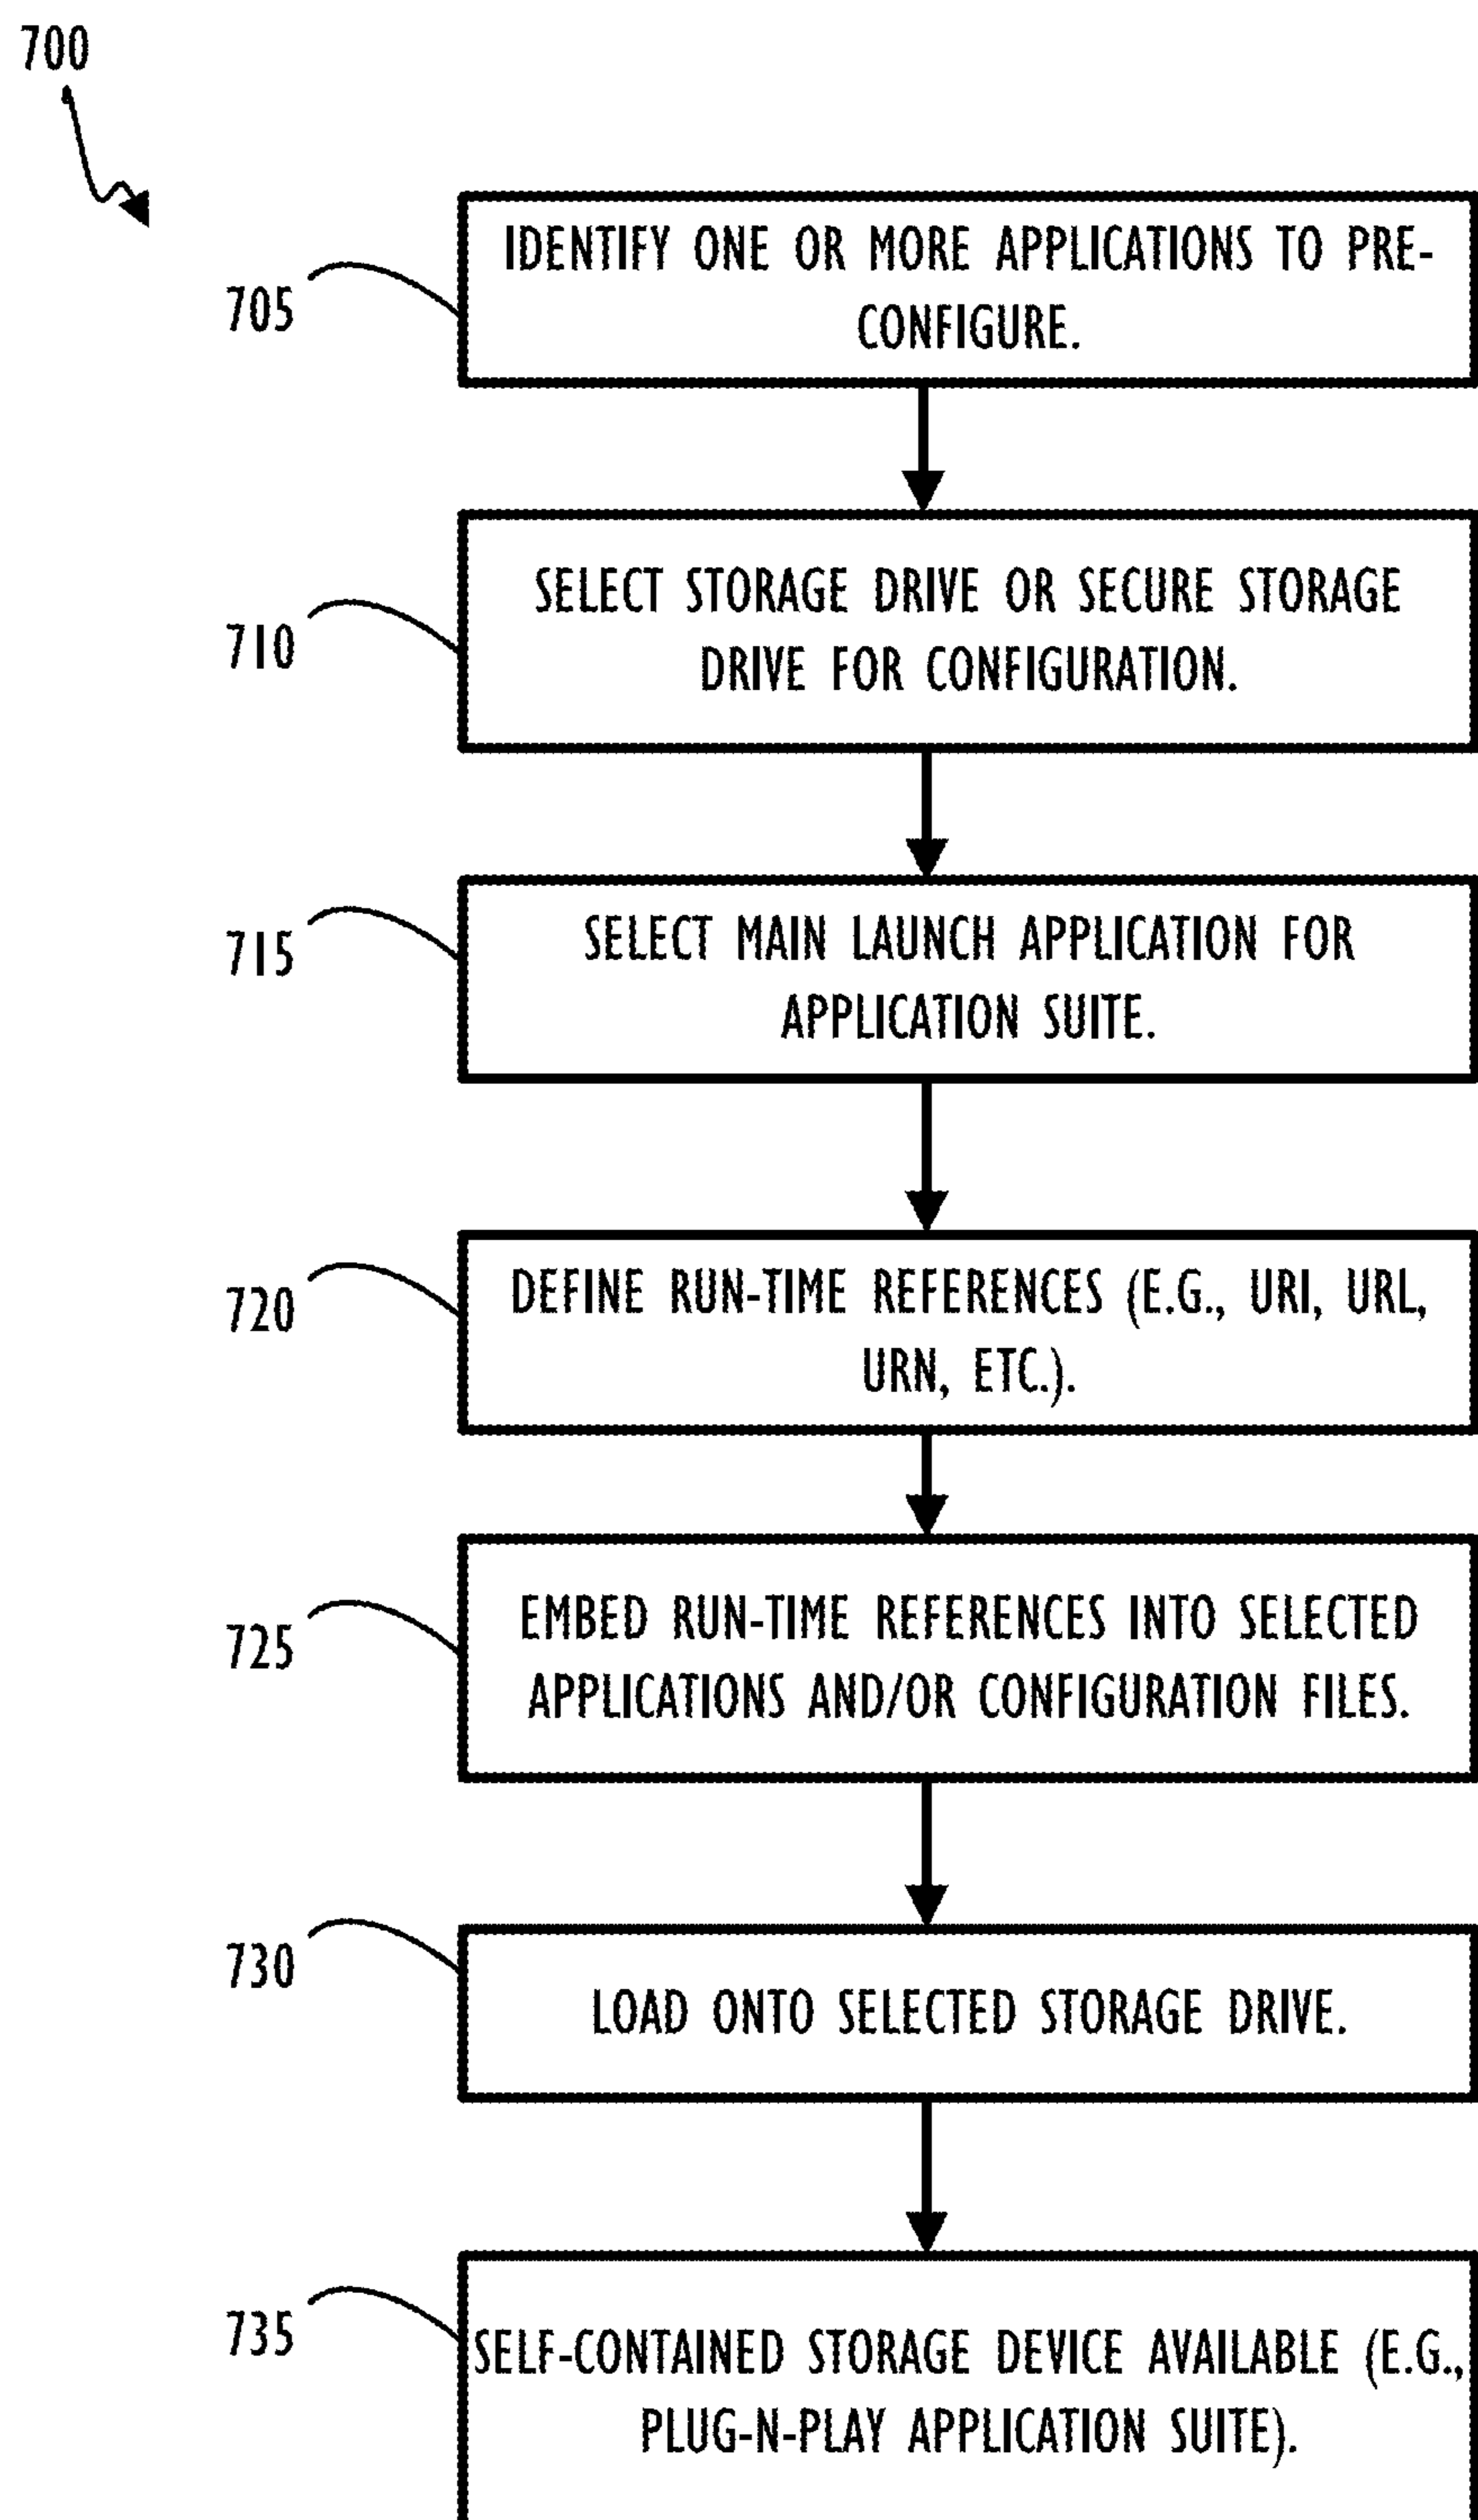 700
705
IDENTIFY ONE OR MORE APPLICATIONS TO PRE-
CONFIGURE.
710
SELECT STORAGE DRIVE OR SECURE STORAGE
DRIVE FOR CONFIGURATION.
715
SELECT MAIN LAUNCH APPLICATION FOR
APPLICATION SUITE.
720
DEFINE RUN-TIME REFERENCES (E.G., URI, URL,
URN, ETC.).
725
EMBED RUN-TIME REFERENCES INTO SELECTED
APPLICATIONS AND/OR CONFIGURATION FILES.
730
LOAD ONTO SELECTED STORAGE DRIVE.
735
SELF-CONTAINED STORAGE DEVICE AVAILABLE (E.G.,
PLUG-N-PLAY APPLICATION SUITE).